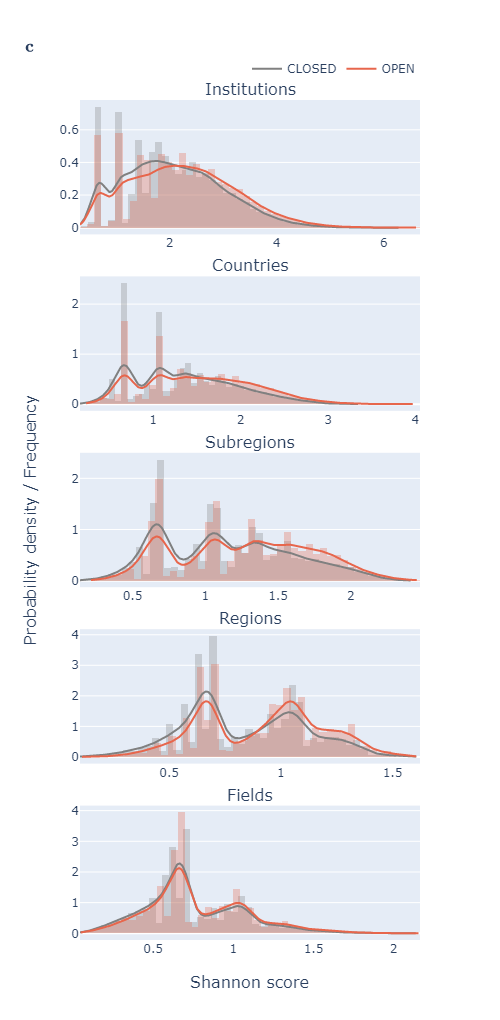 c
CLOSED OPEN
Institutions
0.6
0.4
0.2
0
2 4 6
Countries
2
1
0
1 2 3 4
Subregions
2
1
0
0.5 1 1.5 2
Regions
4
3
2
1
0
0.5 1 1.5
Fields
4
3
2
1
0
0.5 1 1.5 2
Probability density / Frequency
Shannon score